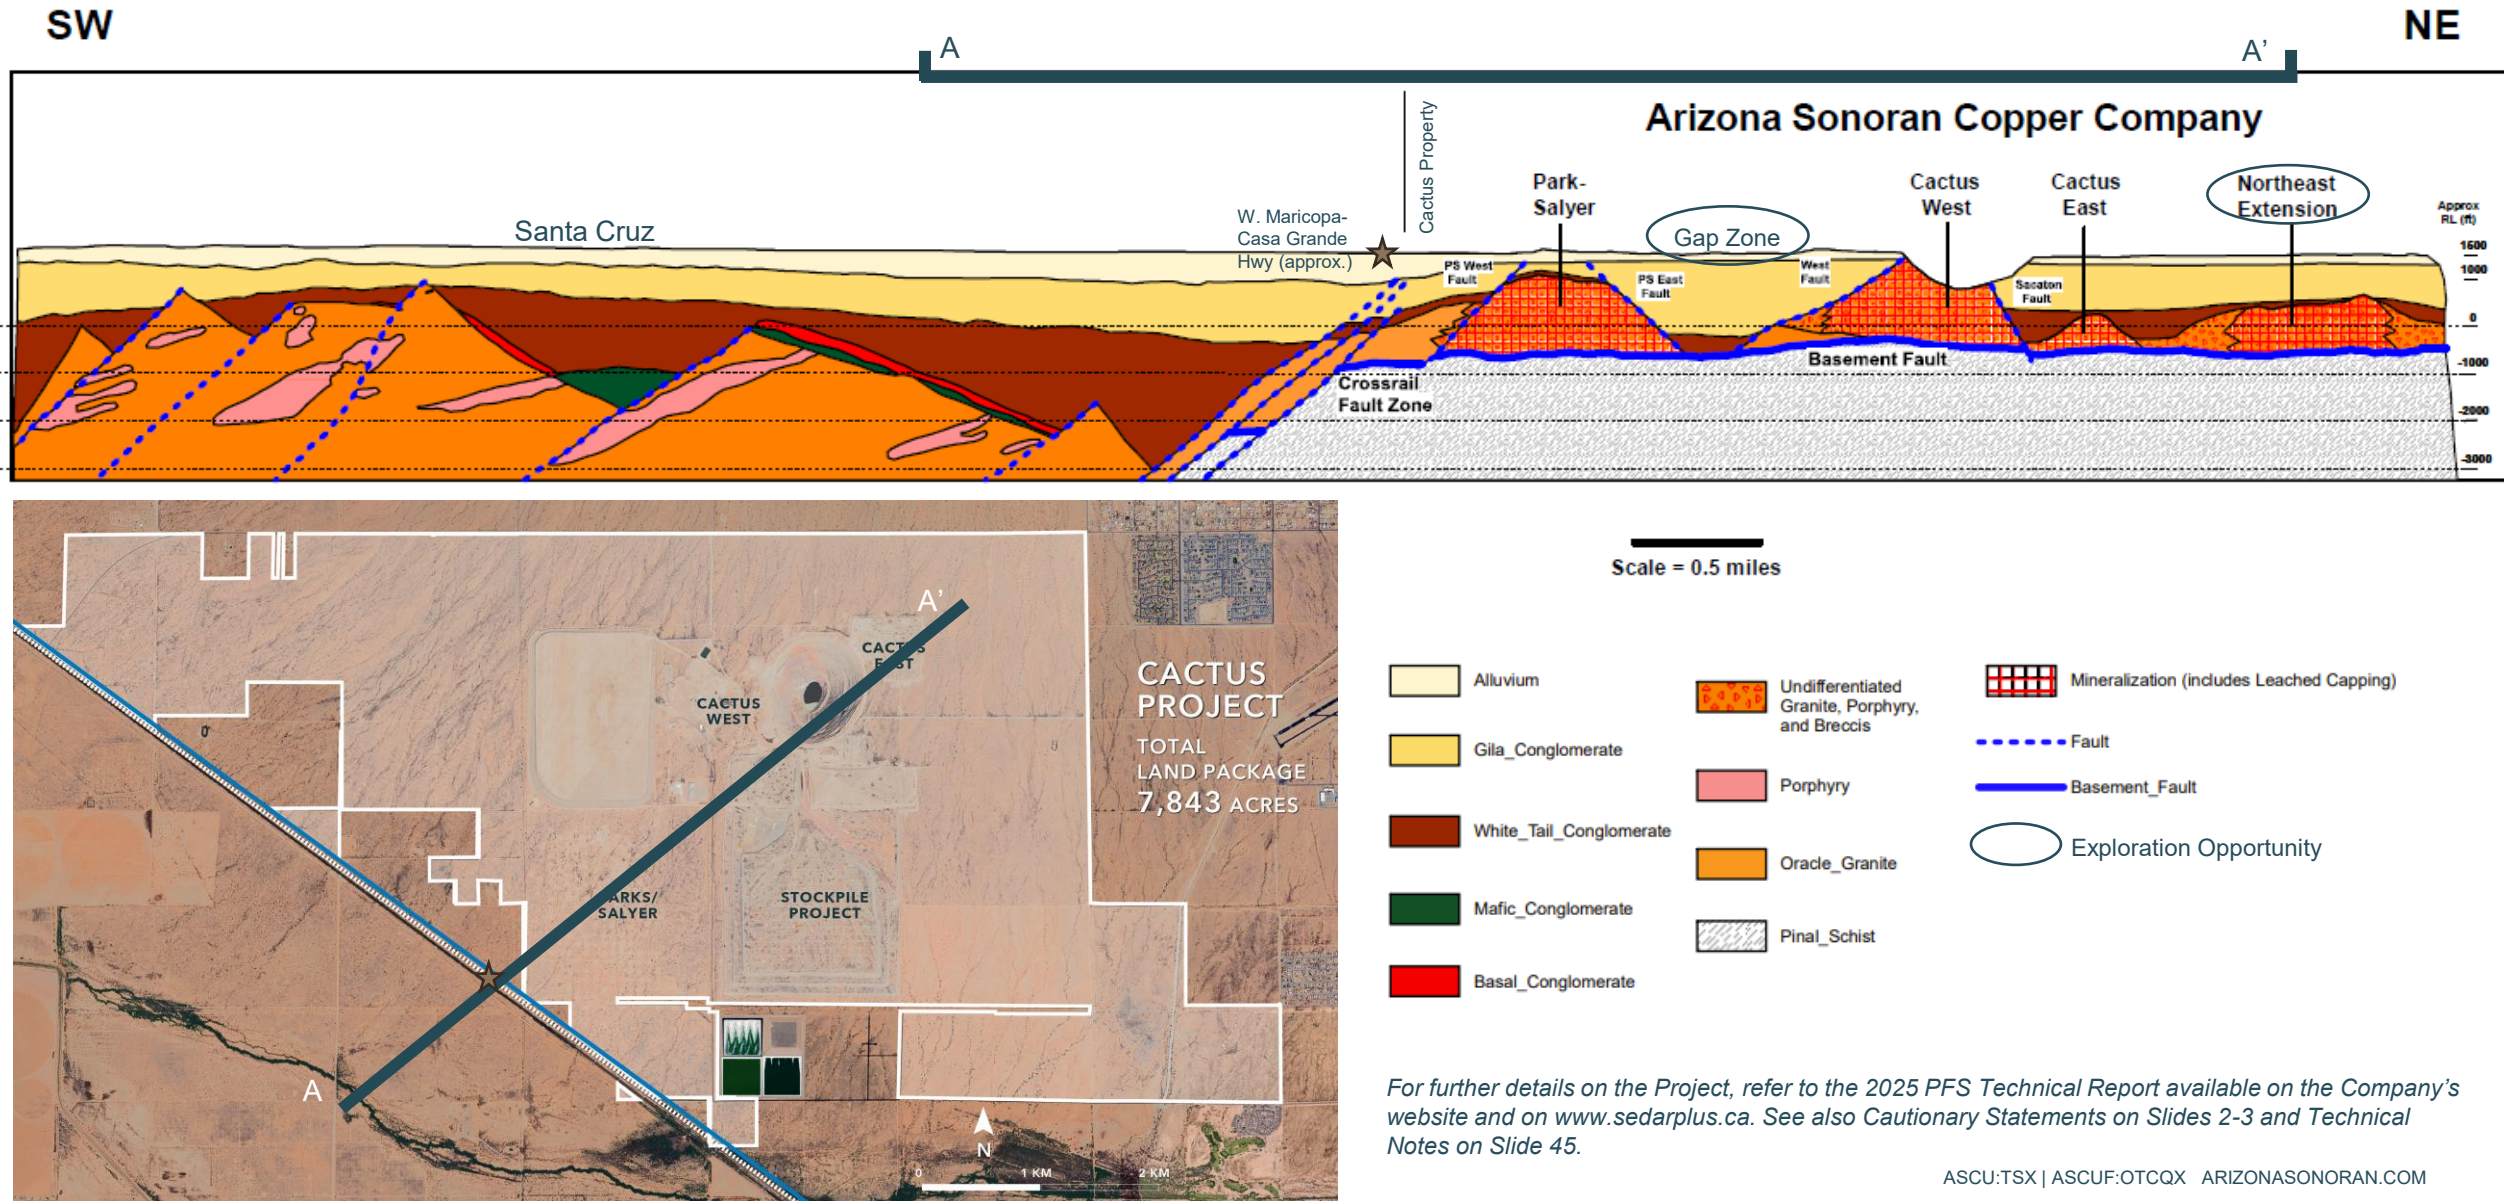 SW
NE
A
A’
Arizona Sonoran Copper Company
Cactus Property
Santa Cruz
W. Maricopa-
Casa Grande
Hwy (approx.)
Park-
Salyer
Gap Zone
Cactus
West
Cactus
East
Northeast
Extension
Approx
RL (ft)
1500
1000
0
-1000
-2000
-3000
PS West
Fault
PS East
Fault
West
Fault
Sacaton
Fault
Basement Fault
Crossrail
Fault Zone
A’
CACTUS
EAST
CACTUS
WEST
CACTUS
PROJECT
TOTAL
LAND PACKAGE
7,843 ACRES
ARKS/
SALYER
STOCKPILE
PROJECT
A
N
0
1 KM
2 KM
Scale = 0.5 miles
Alluvium
Gila_Conglomerate
White_Tail_Conglomerate
Mafic_Conglomerate
Basal_Conglomerate
Undifferentiated
Granite, Porphyry,
and Breccis
Porphyry
Oracle_Granite
Pinal_Schist
Mineralization (includes Leached Capping)
Fault
Basement_Fault
Exploration Opportunity
For further details on the Project, refer to the 2025 PFS Technical Report available on the Company’s
website and on www.sedarplus.ca. See also Cautionary Statements on Slides 2-3 and Technical
Notes on Slide 45.
ASCU:TSX | ASCUF:OTCQX ARIZONASONORAN.COM